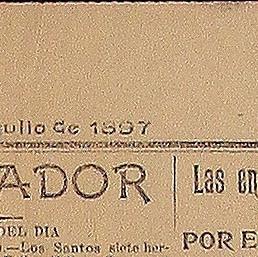 ulio de 1897
ADOR
DEL DIA
.—Los Santos siete her-
Las en
POR E